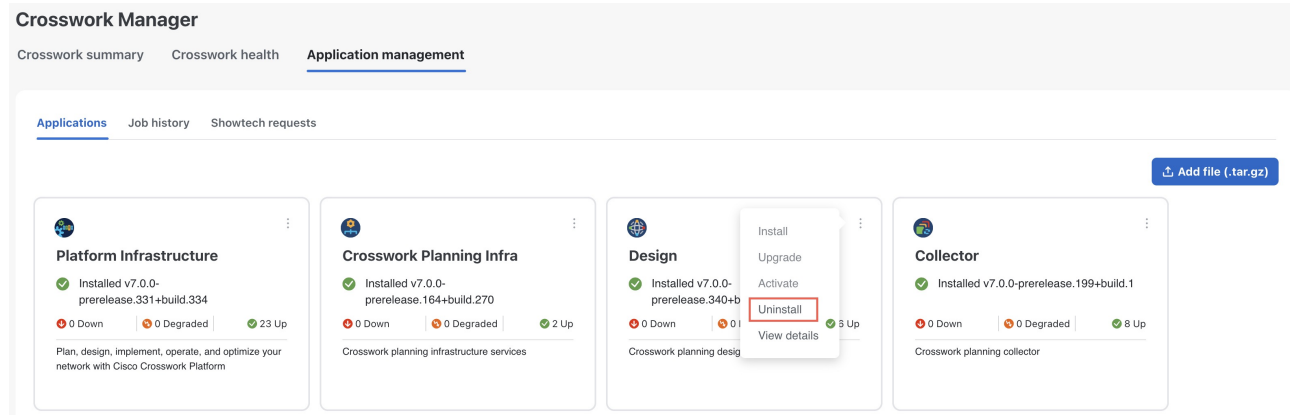 Crosswork Manager
Crosswork summary Crosswork health Application management
Applications Job history Showtech requests
Add file (.tar.gz)
Platform Infrastructure
Installed v7.0.0-
prerelease.331+build.334
0 Down 0 Degraded 23 Up
Plan, design, implement, operate, and optimize your
network with Cisco Crosswork Platform
Crosswork Planning Infra
Installed v7.0.0-
prerelease.164+build.270
0 Down 0 Degraded 2 Up
Crosswork planning infrastructure services
Design
Installed v7.0.0-
prerelease.340+b
0 Down 0 6 Up
Crosswork planning desig
Install
Upgrade
Activate
Uninstall
View details
Collector
Installed v7.0.0-prerelease.199+build.1
0 Down 0 Degraded 8 Up
Crosswork planning collector